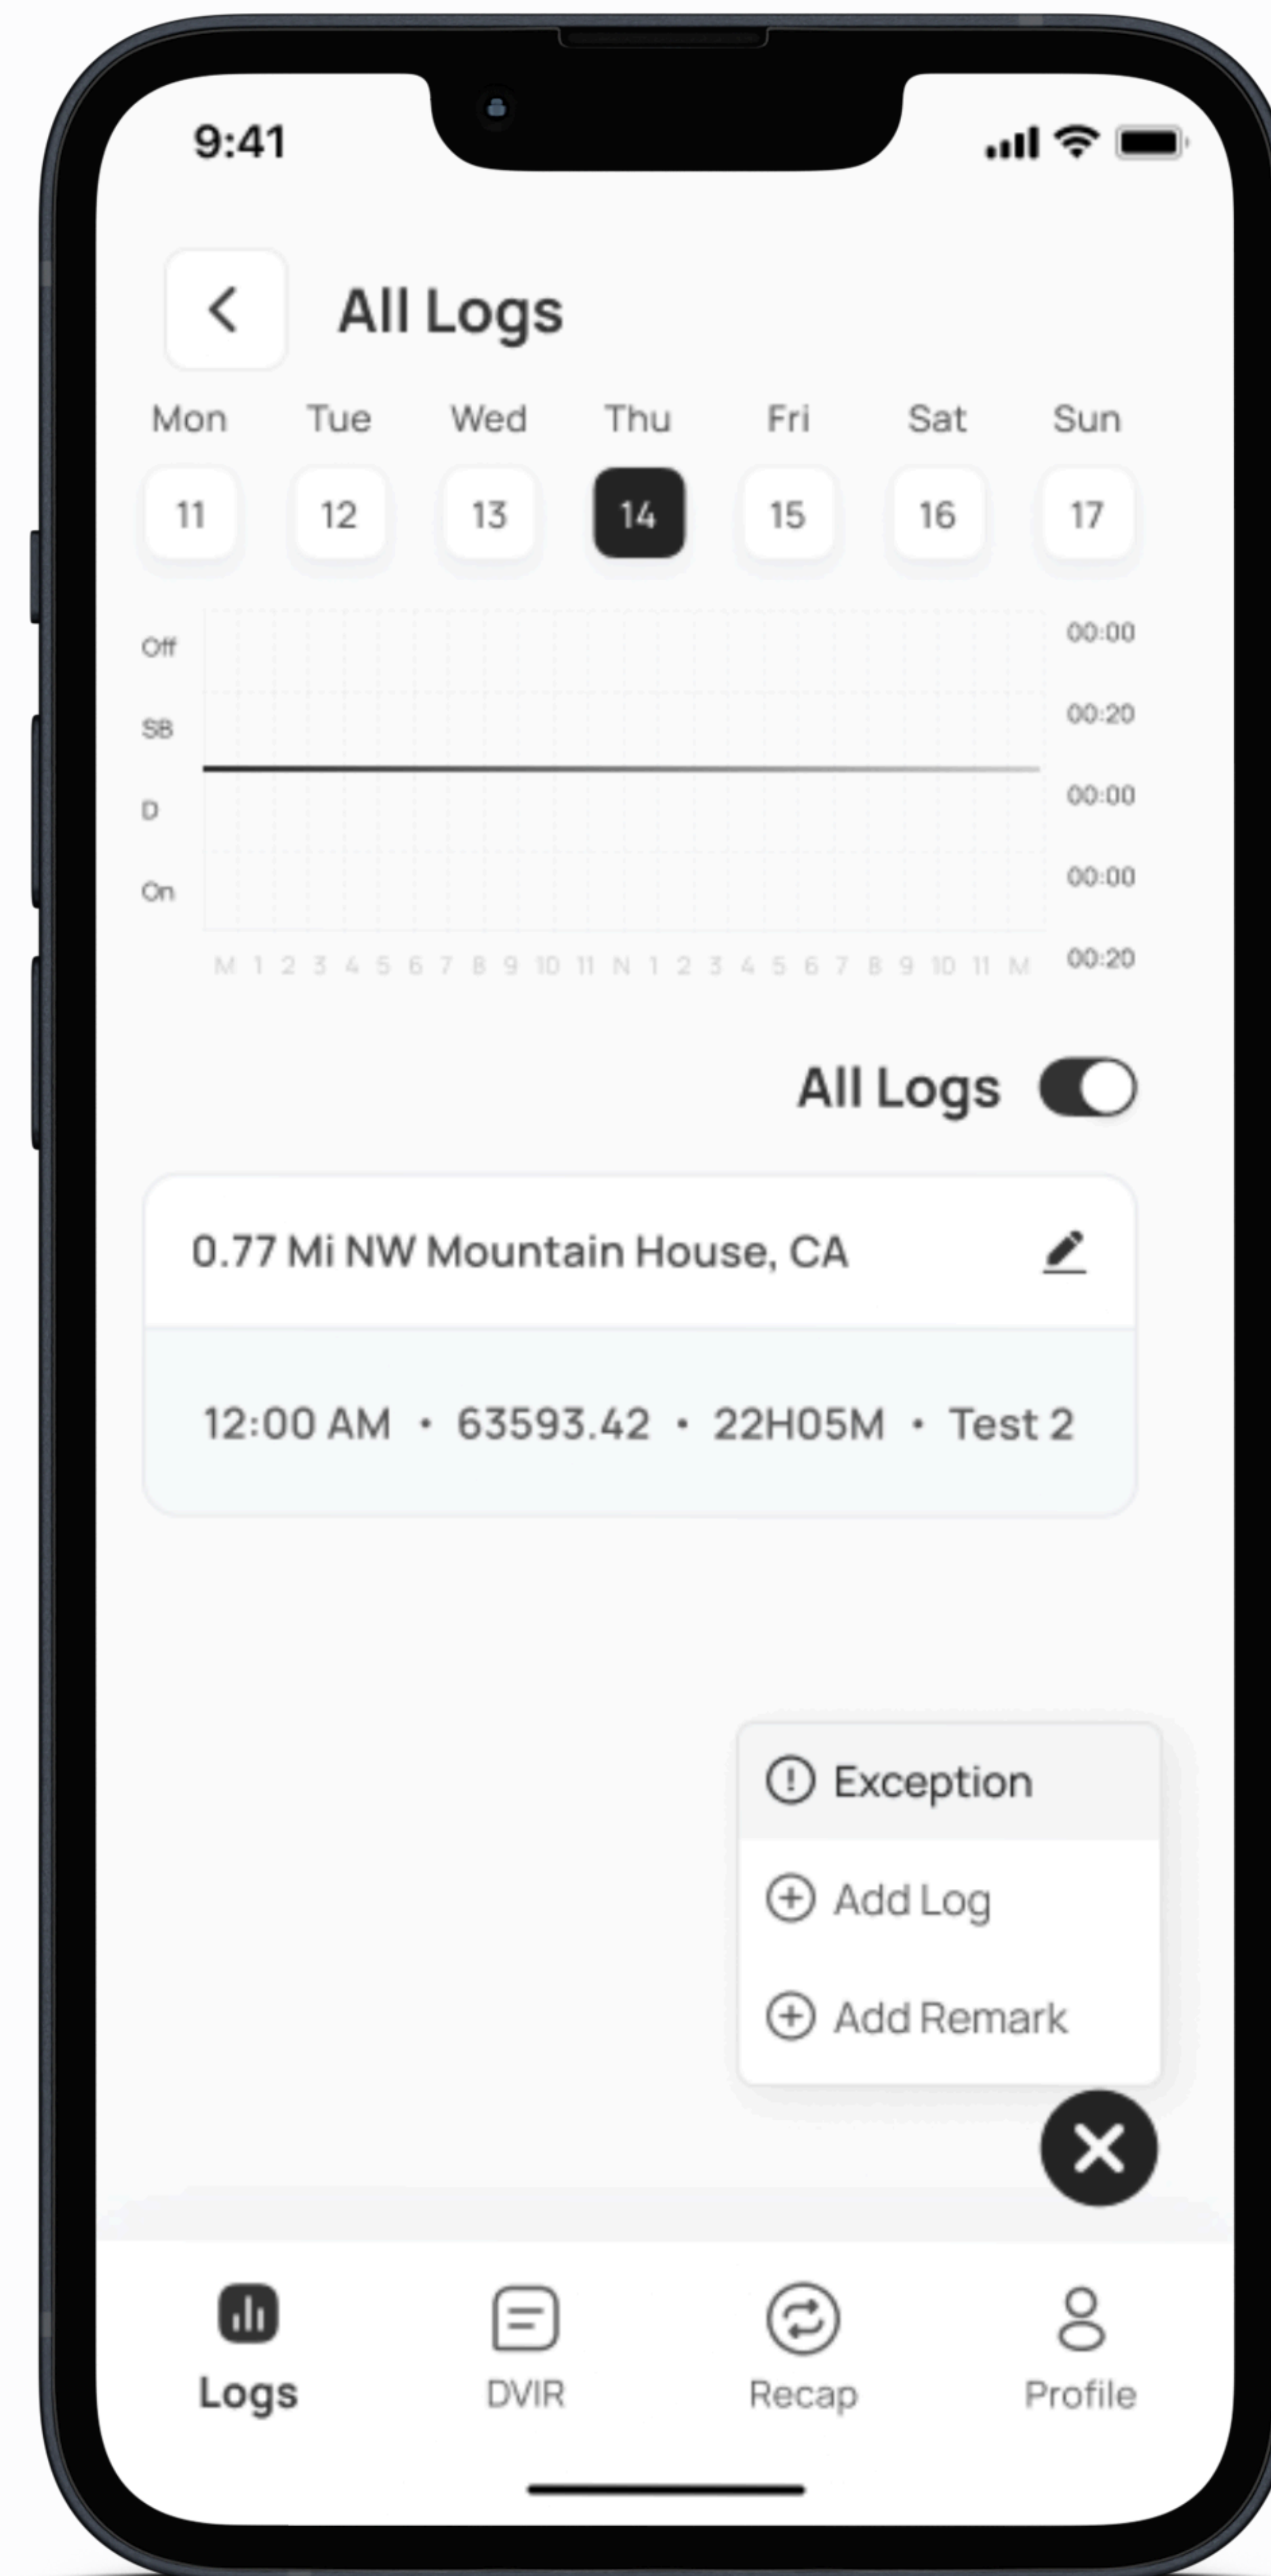 9:41
All Logs
Mon Tue Wed Thu Fri Sat Sun
11 12 13 14 15 16 17
Off 00:00
SB 00:20
D 00:00
On 00:00
M 1 2 3 4 5 6 7 8 9 10 11 N 1 2 3 4 5 6 7 8 9 10 11 M 00:20
All Logs
0.77 Mi NW Mountain House, CA
12:00 AM • 63593.42 • 22H05M • Test 2
Exception
Add Log
Add Remark
Logs DVIR Recap Profile